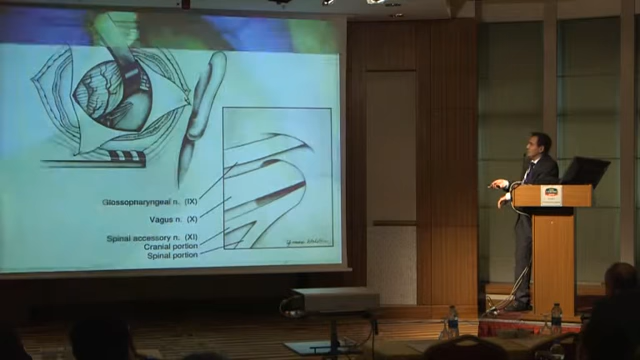 Glossopharyngeal n. (IX)
Vagus n. (X)
Spinal accessory n. (XI)
Cranial portion
Spinal portion